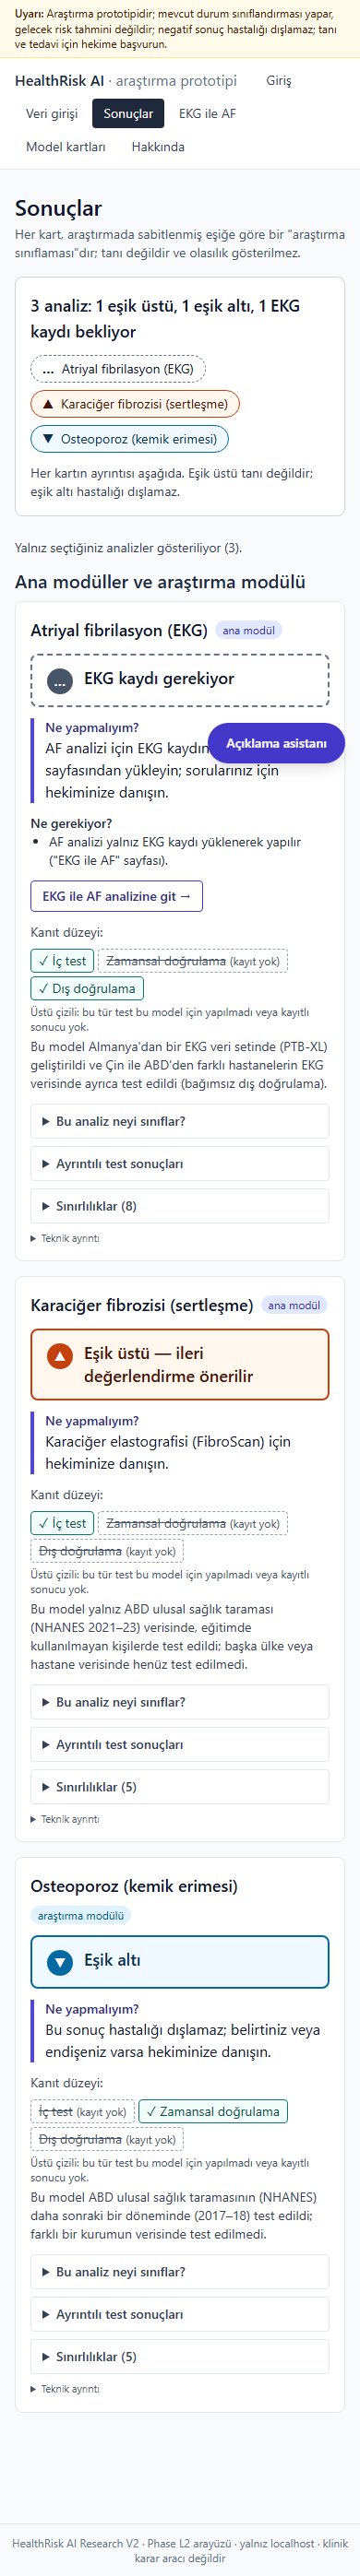 Uyarı: Araştırma prototipidir; mevcut durum sınıflandırması yapar,
gelecek risk tahmini değildir; negatif sonuç hastalığı dışlamaz; tanı
ve tedavi için hekime başvurun.
HealthRisk AI · araştırma prototipi
Giriş
Veri girişi
Sonuçlar
EKG ile AF
Model kartları
Hakkında
Sonuçlar
Her kart, araştırmada sabitlenmiş eşiğe göre bir "araştırma
sınıflaması"dır; tanı değildir ve olasılık gösterilmez.
3 analiz: 1 eşik üstü, 1 eşik altı, 1 EKG
kaydı bekliyor
… Atriyal fibrilasyon (EKG)
▲ Karaciğer fibrozisi (sertleşme)
▼ Osteoporoz (kemik erimesi)
Her kartın ayrıntısı aşağıda. Eşik üstü tanı değildir;
eşik altı hastalığı dışlamaz.
Yalnız seçtiğiniz analizler gösteriliyor (3).
Ana modüller ve araştırma modülü
Atriyal fibrilasyon (EKG) ana modül
… EKG kaydı gerekiyor
Ne yapmalıyım?
AF analizi için EKG kaydın
Açıklama asistanı
sayfasından yükleyin; sorularınız için
hekiminize danışın.
Ne gerekiyor?
• AF analizi yalnız EKG kaydı yüklenerek yapılır
("EKG ile AF" sayfası).
EKG ile AF analizine git →
Kanıt düzeyi:
✓ İç test
Zamansal doğrulama (kayıt yok)
✓ Dış doğrulama
Üstü çizili: bu tür test bu model için yapılmadı veya kayıtlı
sonucu yok.
Bu model Almanya'dan bir EKG veri setinde (PTB-XL)
geliştirildi ve Çin ile ABD'den farklı hastanelerin EKG
verisinde ayrıca test edildi (bağımsız dış doğrulama).
▶ Bu analiz neyi sınıflar?
▶ Ayrıntılı test sonuçları
▶ Sınırlılıklar (8)
▶ Teknik ayrıntı
Karaciğer fibrozisi (sertleşme) ana modül
▲ Eşik üstü — ileri
değerlendirme önerilir
Ne yapmalıyım?
Karaciğer elastografisi (FibroScan) için
hekiminize danışın.
Kanıt düzeyi:
✓ İç test
Zamansal doğrulama (kayıt yok)
Dış doğrulama (kayıt yok)
Üstü çizili: bu tür test bu model için yapılmadı veya kayıtlı
sonucu yok.
Bu model yalnız ABD ulusal sağlık taraması
(NHANES 2021–23) verisinde, eğitimde
kullanılmayan kişilerde test edildi; başka ülke veya
hastane verisinde henüz test edilmedi.
▶ Bu analiz neyi sınıflar?
▶ Ayrıntılı test sonuçları
▶ Sınırlılıklar (5)
▶ Teknik ayrıntı
Osteoporoz (kemik erimesi)
araştırma modülü
▼ Eşik altı
Ne yapmalıyım?
Bu sonuç hastalığı dışlamaz; belirtiniz veya
endişeniz varsa hekiminize danışın.
Kanıt düzeyi:
İç test (kayıt yok)
✓ Zamansal doğrulama
Dış doğrulama (kayıt yok)
Üstü çizili: bu tür test bu model için yapılmadı veya kayıtlı
sonucu yok.
Bu model ABD ulusal sağlık taramasının (NHANES)
daha sonraki bir döneminde (2017–18) test edildi;
farklı bir kurumun verisinde test edilmedi.
▶ Bu analiz neyi sınıflar?
▶ Ayrıntılı test sonuçları
▶ Sınırlılıklar (5)
▶ Teknik ayrıntı
HealthRisk AI Research V2 · Phase L2 arayüzü · yalnız localhost · klinik
karar aracı değildir